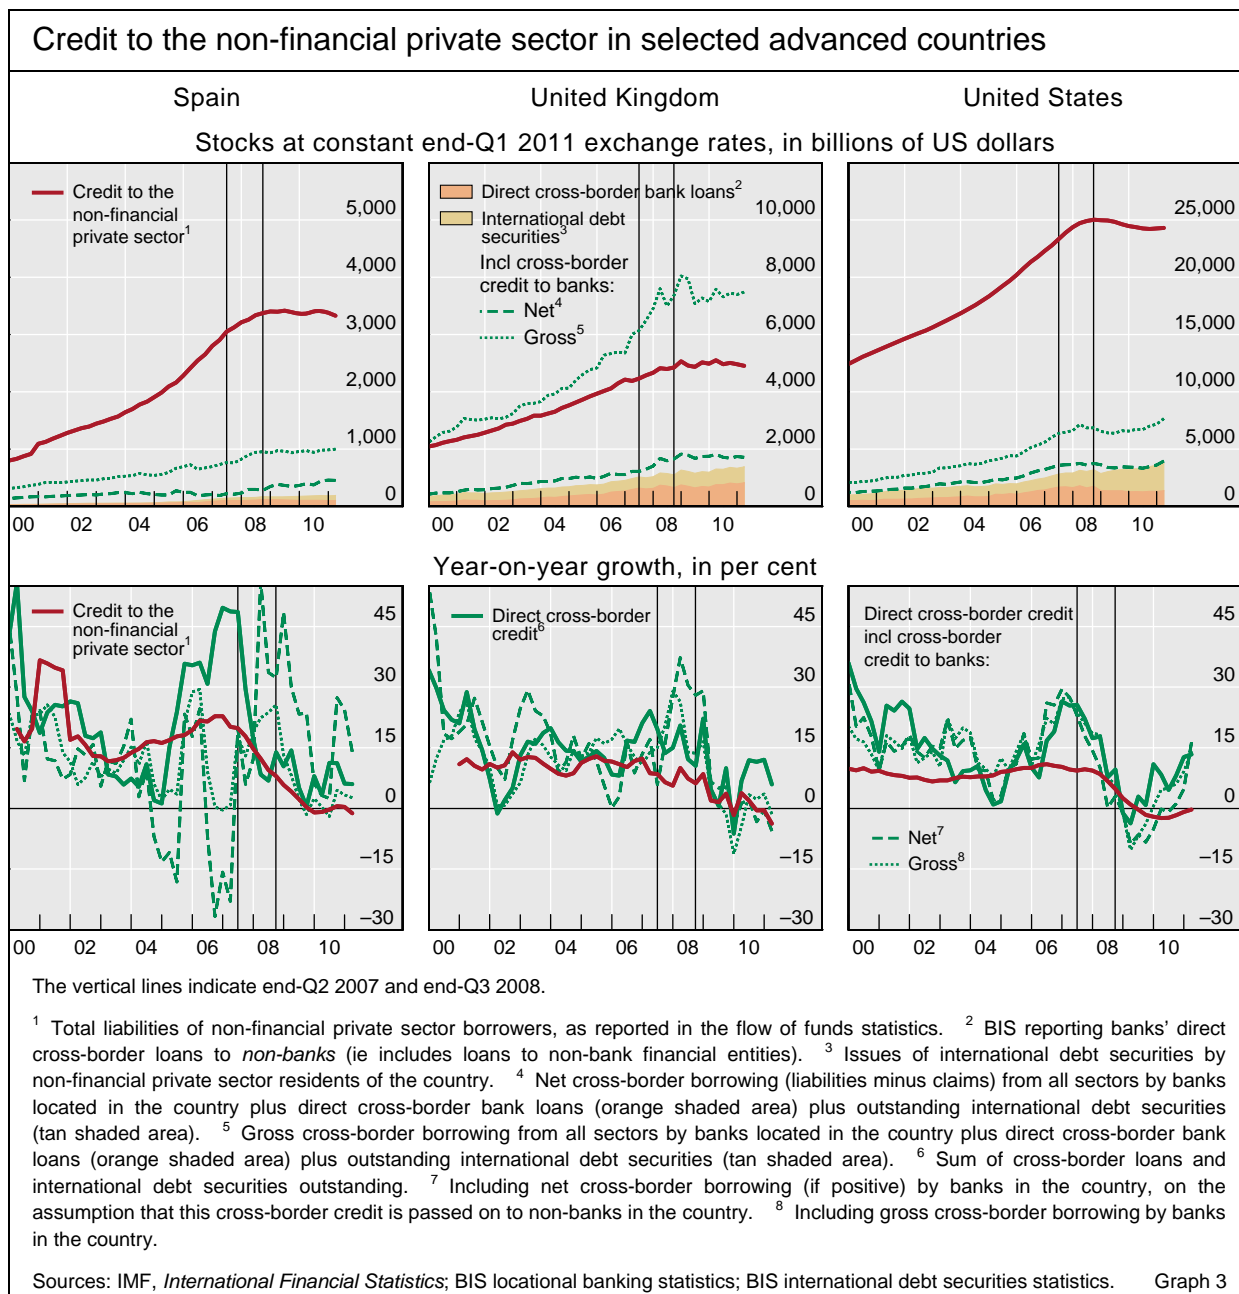 Credit to the non-financial private sector in selected advanced countries
Spain
United Kingdom
United States
Stocks at constant end-Q1 2011 exchange rates, in billions of US dollars
Credit to the
non-financial
private sector1
5,000
4,000
3,000
2,000
1,000
0
00 02 04 06 08 10
Direct cross-border bank loans2
International debt
securities3
Incl cross-border
credit to banks:
Net4
Gross5
10,000
8,000
6,000
4,000
2,000
0
00 02 04 06 08 10
25,000
20,000
15,000
10,000
5,000
0
00 02 04 06 08 10
Year-on-year growth, in per cent
Credit to the
non-financial
private sector1
45
30
15
0
–15
–30
00 02 04 06 08 10
Direct cross-border
credit6
45
30
15
0
–15
–30
00 02 04 06 08 10
Direct cross-border credit
incl cross-border
credit to banks:
Net7
Gross8
45
30
15
0
–15
–30
00 02 04 06 08 10
The vertical lines indicate end-Q2 2007 and end-Q3 2008.
1 Total liabilities of non-financial private sector borrowers, as reported in the flow of funds statistics. 2 BIS reporting banks’ direct
cross-border loans to non-banks (ie includes loans to non-bank financial entities). 3 Issues of international debt securities by
non-financial private sector residents of the country. 4 Net cross-border borrowing (liabilities minus claims) from all sectors by banks
located in the country plus direct cross-border bank loans (orange shaded area) plus outstanding international debt securities
(tan shaded area). 5 Gross cross-border borrowing from all sectors by banks located in the country plus direct cross-border bank
loans (orange shaded area) plus outstanding international debt securities (tan shaded area). 6 Sum of cross-border loans and
international debt securities outstanding. 7 Including net cross-border borrowing (if positive) by banks in the country, on the
assumption that this cross-border credit is passed on to non-banks in the country. 8 Including gross cross-border borrowing by banks
in the country.
Sources: IMF, International Financial Statistics; BIS locational banking statistics; BIS international debt securities statistics. Graph 3